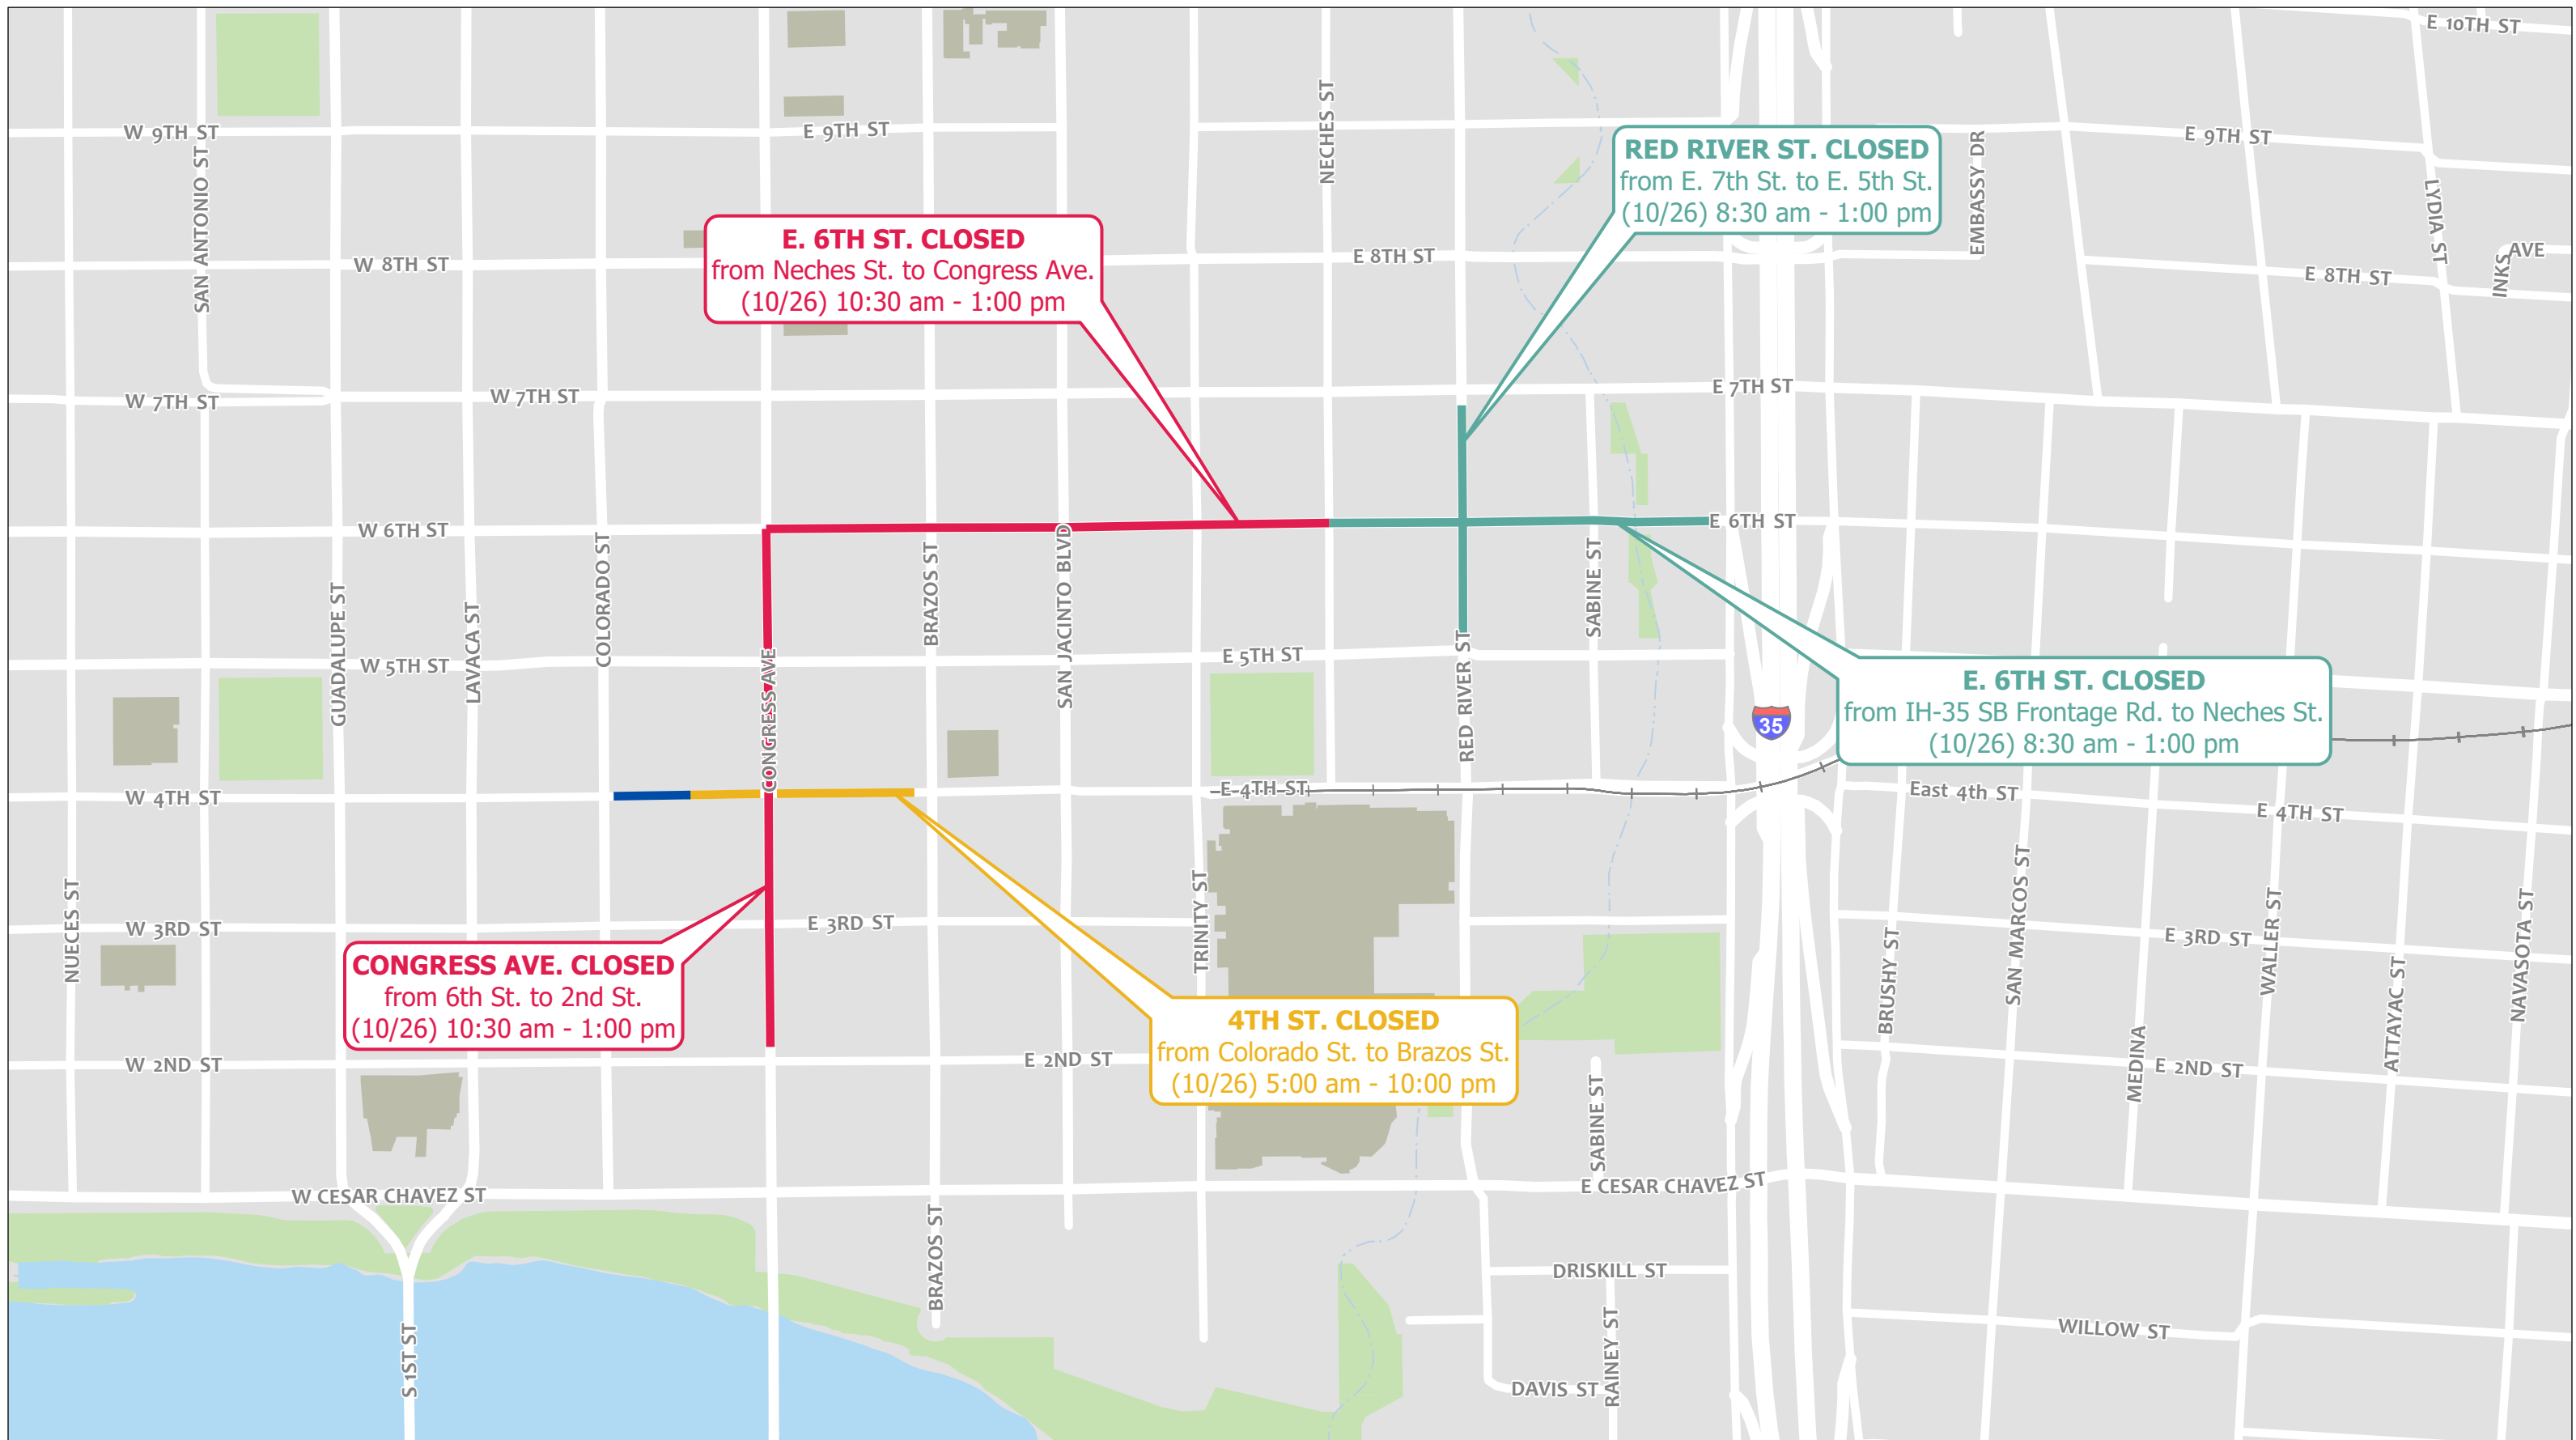 E 10TH ST
W 9TH ST
E 9TH ST
E 9TH ST
NECHES ST
EMBASSY DR
SAN ANTONIO ST
LYDIA ST
INKS AVE
RED RIVER ST. CLOSED
from E. 7th St. to E. 5th St.
(10/26) 8:30 am - 1:00 pm
E. 6TH ST. CLOSED
from Neches St. to Congress Ave.
(10/26) 10:30 am - 1:00 pm
W 8TH ST
E 8TH ST
E 8TH ST
W 7TH ST
W 7TH ST
E 7TH ST
W 6TH ST
E 6TH ST
GUADALUPE ST
LAVACA ST
COLORADO ST
CONGRESS AVE
BRAZOS ST
SAN JACINTO BLVD
RED RIVER ST
SABINE ST
W 5TH ST
E 5TH ST
35
E. 6TH ST. CLOSED
from IH-35 SB Frontage Rd. to Neches St.
(10/26) 8:30 am - 1:00 pm
W 4TH ST
E 4TH ST
East 4th ST
E 4TH ST
NUECES ST
TRINITY ST
BRUSHY ST
SAN MARCOS ST
MEDINA
WALLER ST
ATTAYAC ST
NAVASOTA ST
W 3RD ST
E 3RD ST
E 3RD ST
CONGRESS AVE. CLOSED
from 6th St. to 2nd St.
(10/26) 10:30 am - 1:00 pm
4TH ST. CLOSED
from Colorado St. to Brazos St.
(10/26) 5:00 am - 10:00 pm
W 2ND ST
E 2ND ST
E 2ND ST
SABINE ST
W CESAR CHAVEZ ST
E CESAR CHAVEZ ST
BRAZOS ST
DRISKILL ST
S 1ST ST
RAINEY ST
WILLOW ST
DAVIS ST